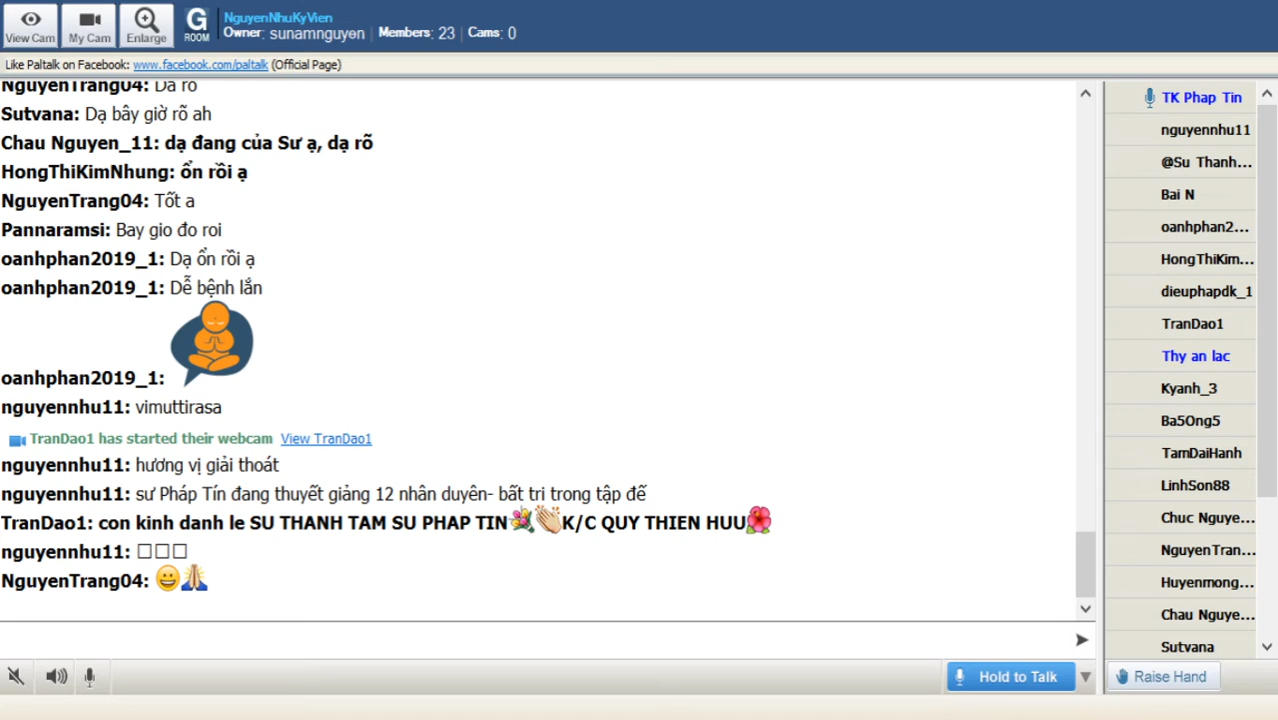 View Cam
My Cam
Enlarge
G
ROOM
NguyenNhuKyVien
Owner: sunamnguyen | Members: 23 | Cams: 0
Like Paltalk on Facebook: www.facebook.com/paltalk (Official Page)
NguyenTrang04: Da ro
Sutvana: Dạ bây giờ rõ ah
Chau Nguyen_11: dạ đang của Sư ạ, dạ rõ
HongThiKimNhung: ổn rồi ạ
NguyenTrang04: Tốt a
Pannaramsi: Bay gio đo roi
oanhphan2019_1: Dạ ổn rồi ạ
oanhphan2019_1: Dễ bệnh lắn
oanhphan2019_1:
nguyennhu11: vimuttirasa
TranDao1 has started their webcam View TranDao1
nguyennhu11: hương vị giải thoát
nguyennhu11: sư Pháp Tín đang thuyết giảng 12 nhân duyên- bất tri trong tập đế
TranDao1: con kinh danh le SU THANH TAM SU PHAP TIN💐👏K/C QUY THIEN HUU🌺
nguyennhu11: □□□
NguyenTrang04: 😀🙏
TK Phap Tin
nguyennhu11
@Su Thanh...
Bai N
oanhphan2...
HongThiKim...
dieuphapdk_1
TranDao1
Thy an lac
Kyanh_3
Ba5Ong5
TamDaiHanh
LinhSon88
Chuc Nguye...
NguyenTran...
Huyenmong...
Chau Nguye...
Sutvana
Hold to Talk
Raise Hand